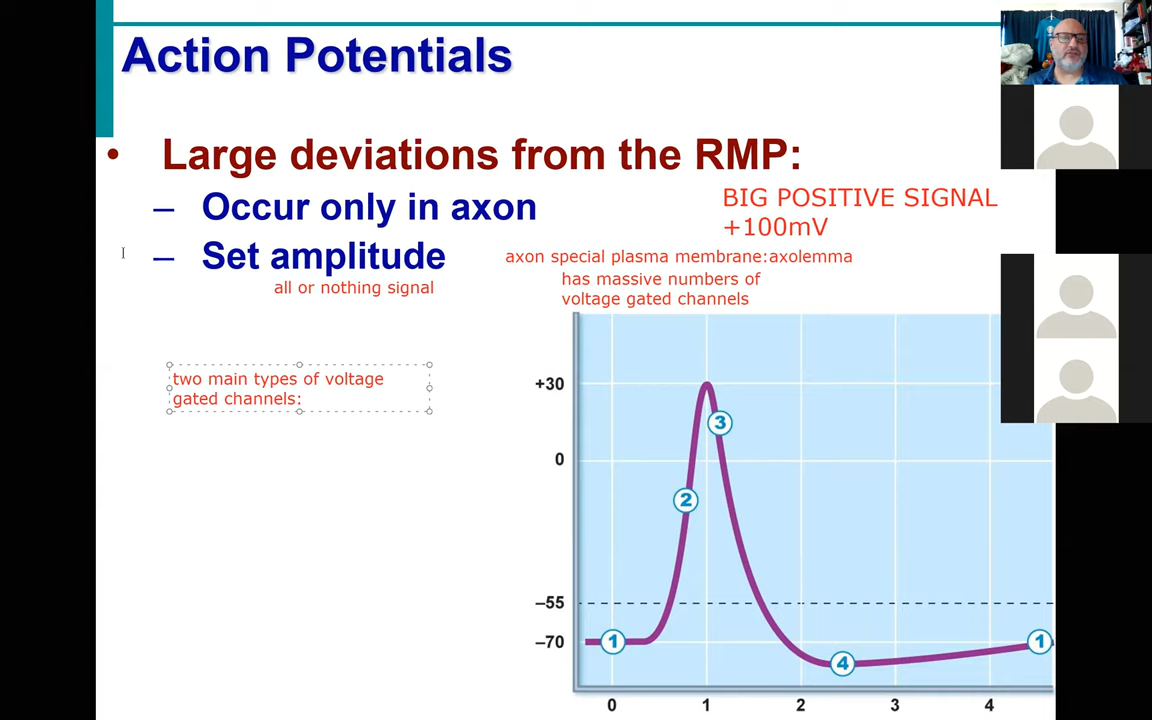 Action Potentials
• Large deviations from the RMP:
– Occur only in axon
BIG POSITIVE SIGNAL
+100mV
– Set amplitude
all or nothing signal
axon special plasma membrane:axolemma
has massive numbers of
voltage gated channels
two main types of voltage
gated channels:
+30
0
–55
–70
1
2
3
4
1
0
1
2
3
4